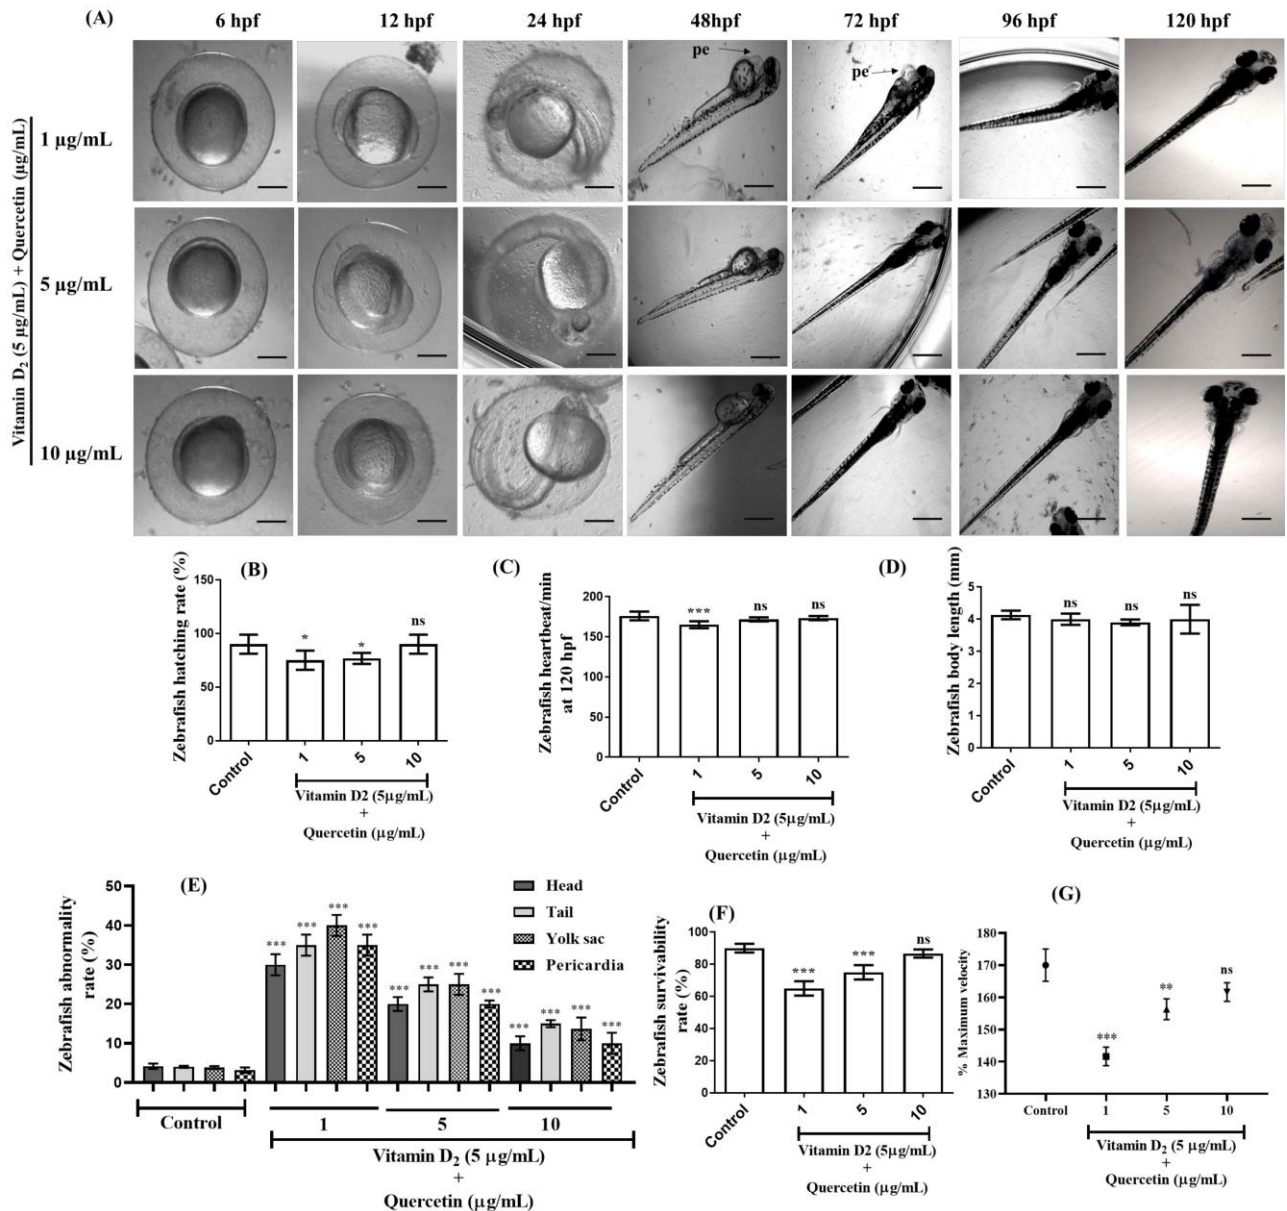 (A)
6 hpf
12 hpf
24 hpf
48hpf
72 hpf
96 hpf
120 hpf
Vitamin D2 (5 µg/mL) + Quercetin (µg/mL)
1 µg/mL
5 µg/mL
10 µg/mL
pe
pe
(B)
Zebrafish hatching rate (%)
150
100
50
0
*
*
ns
Control
1
5
10
Vitamin D2 (5µg/mL)
+
Quercetin (µg/mL)
(C)
Zebrafish heartbeat/min
at 120 hpf
200
150
100
50
0
***
ns
ns
Control
1
5
10
Vitamin D2 (5µg/mL)
+
Quercetin (µg/mL)
(D)
Zebrafish body length (mm)
5
4
3
2
1
0
ns
ns
ns
Control
1
5
10
Vitamin D2 (5µg/mL)
+
Quercetin (µg/mL)
(E)
Zebrafish abnormality
rate (%)
50
40
30
20
10
0
Head
Tail
Yolk sac
Pericardia
***
***
***
***
***
***
***
***
***
***
***
***
Control
1
5
10
Vitamin D2 (5 µg/mL)
+
Quercetin (µg/mL)
(F)
Zebrafish survivability
rate (%)
100
80
60
40
20
0
***
***
ns
Control
1
5
10
Vitamin D2 (5µg/mL)
+
Quercetin (µg/mL)
(G)
% Maximum velocity
180
170
160
150
140
130
***
**
ns
Control
1
5
10
Vitamin D2 (5 µg/mL)
+
Quercetin (µg/mL)